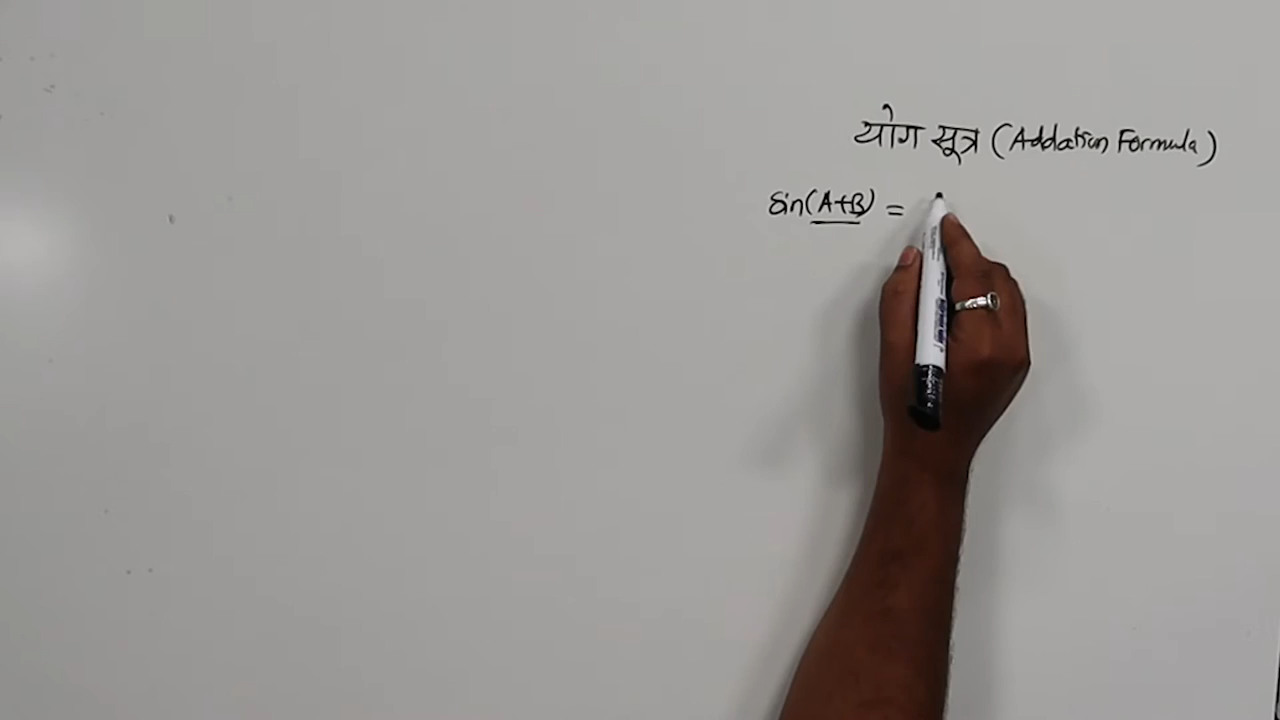 योग सूत्र (Addation Formula)
sin(A+B) =